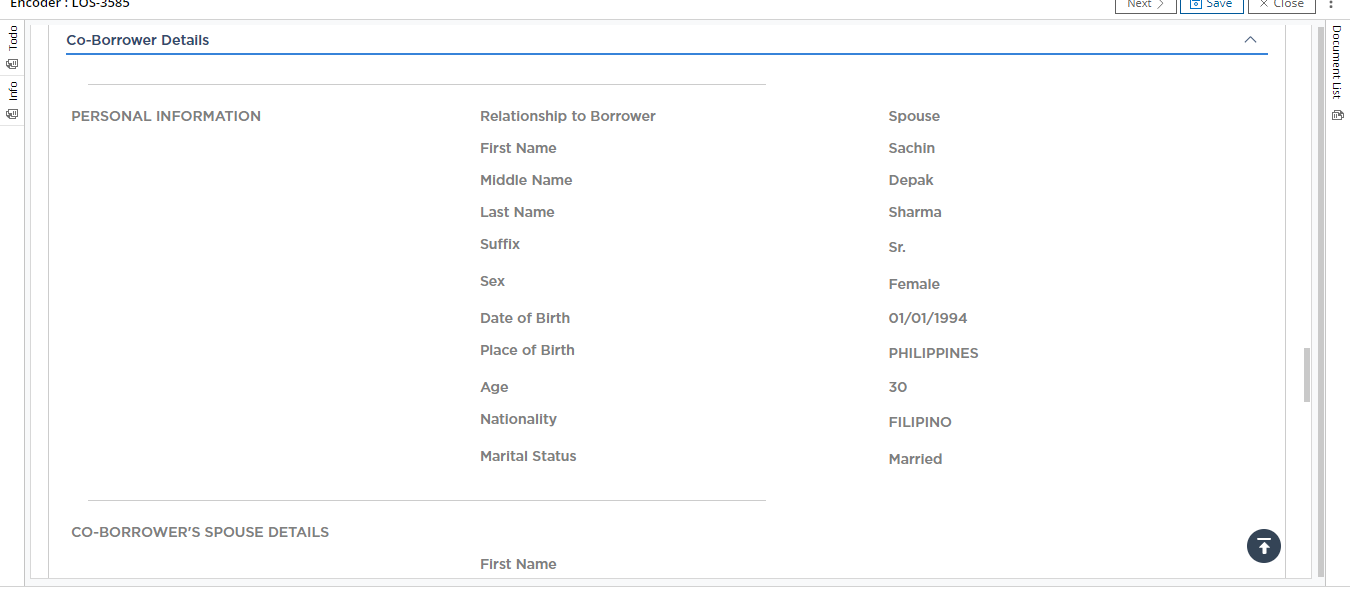 Encoder : LOS-3585
Next
Save
Close
Todo
Info
Document List
Co-Borrower Details
PERSONAL INFORMATION
Relationship to Borrower Spouse
First Name Sachin
Middle Name Depak
Last Name Sharma
Suffix Sr.
Sex Female
Date of Birth 01/01/1994
Place of Birth PHILIPPINES
Age 30
Nationality FILIPINO
Marital Status Married
CO-BORROWER'S SPOUSE DETAILS
First Name